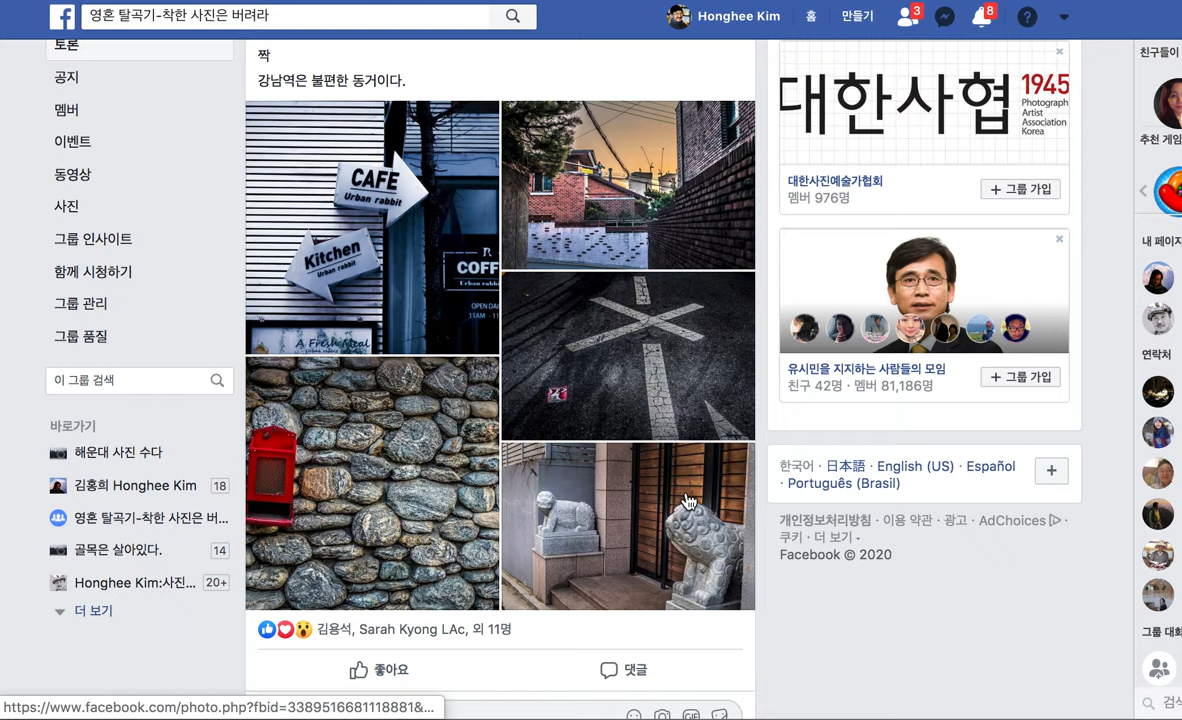 영혼 탈곡기-착한 사진은 버려라
Honghee Kim
홈
만들기
3
8
토론
공지
멤버
이벤트
동영상
사진
그룹 인사이트
함께 시청하기
그룹 관리
그룹 품질
이 그룹 검색
바로가기
해운대 사진 수다
김홍희 Honghee Kim 18
영혼 탈곡기-착한 사진은 버...
골목은 살아있다. 14
Honghee Kim:사진... 20+
더 보기
짝
강남역은 불편한 동거이다.
CAFE
Urban rabbit
Kitchen
Urban rabbit
COFF
Urban rabb
OPEN DA
11AM - 11
A Fresh Meal
김용석, Sarah Kyong LAc, 외 11명
좋아요
댓글
GIF
대한사협
1945
Photograph
Artist
Association
Korea
대한사진예술가협회
멤버 976명
+ 그룹 가입
유시민을 지지하는 사람들의 모임
친구 42명 · 멤버 81,186명
+ 그룹 가입
한국어 · 日本語 · English (US) · Español
· Português (Brasil)
개인정보처리방침 · 이용 약관 · 광고 · AdChoices ·
쿠키 · 더 보기
Facebook © 2020
친구들이
추천 게임
내 페이지
연락처
그룹 대화
검색
https://www.facebook.com/photo.php?fbid=3389516681118881&...